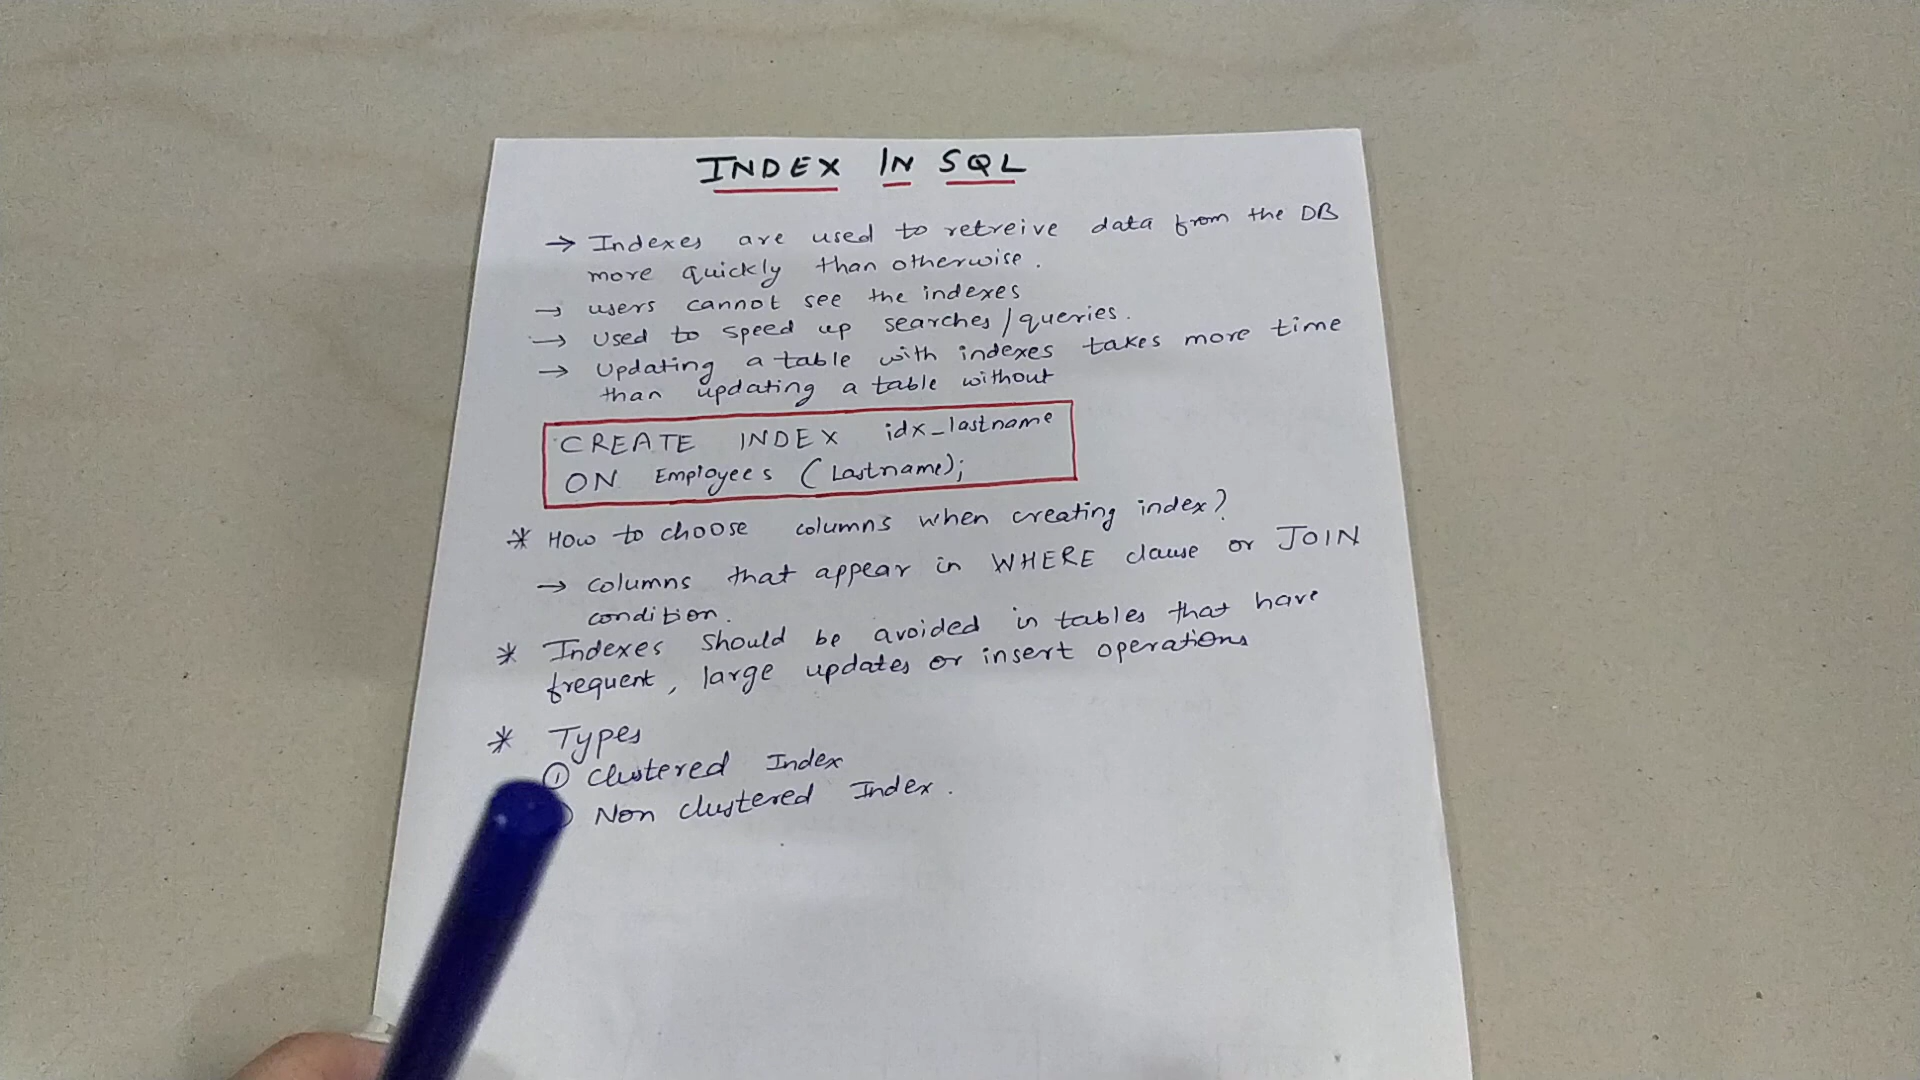 INDEX IN SQL
→ Indexes are used to retreive data from the DB
more quickly than otherwise.
→ users cannot see the indexes
→ Used to speed up searches/queries.
→ Updating a table with indexes takes more time
than updating a table without
CREATE INDEX idx_lastname
ON Employees (Lastname);
* How to choose columns when creating index?
→ columns that appear in WHERE clause or JOIN
condition.
* Indexes should be avoided in tables that have
frequent, large updates or insert operations
* Types
① Clustered Index
Non clustered Index.